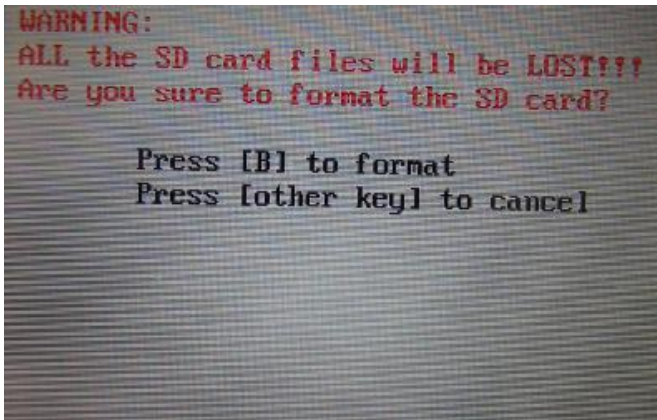 WARNING:
ALL the SD card files will be LOST!!!
Are you sure to format the SD card?
Press [B] to format
Press [other key] to cancel